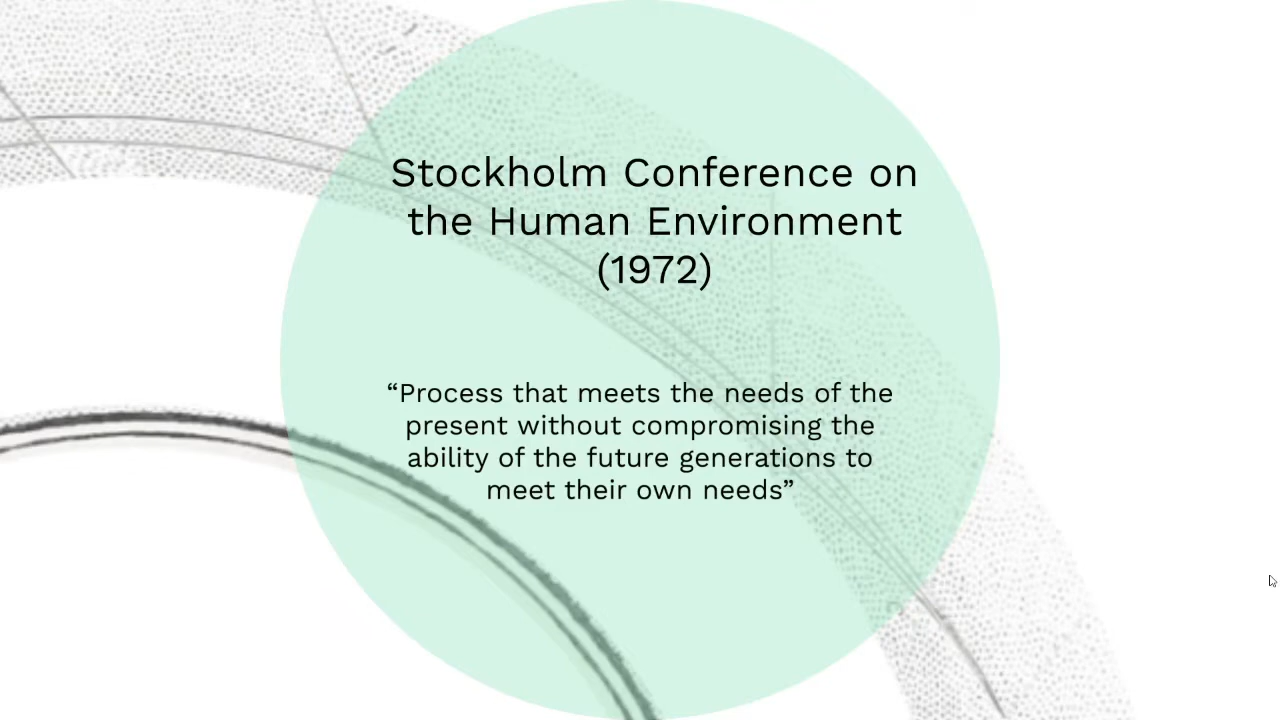 Stockholm Conference on
the Human Environment
(1972)
“Process that meets the needs of the
present without compromising the
ability of the future generations to
meet their own needs”